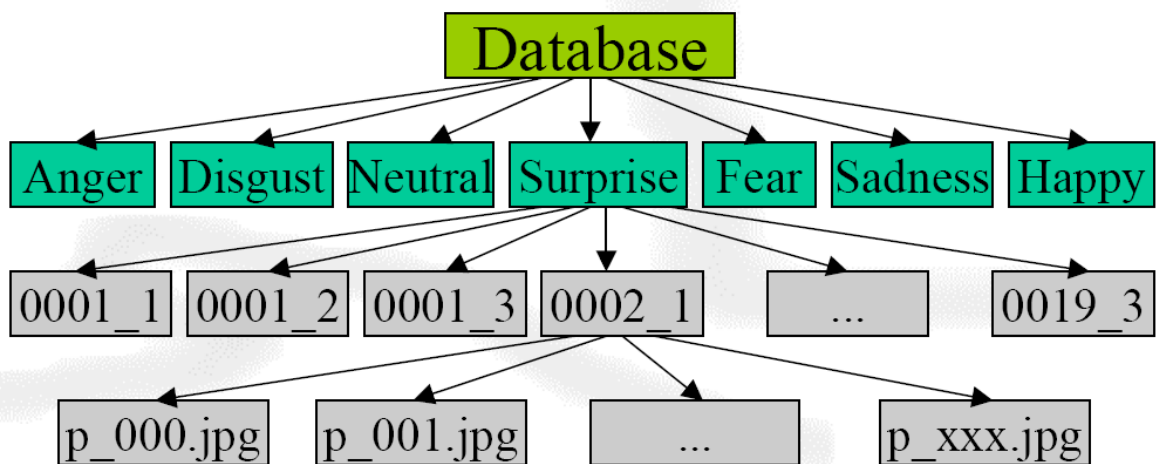 Database
Anger Disgust Neutral Surprise Fear Sadness Happy
0001_1 0001_2 0001_3 0002_1 ... 0019_3
p_000.jpg p_001.jpg ... p_xxx.jpg